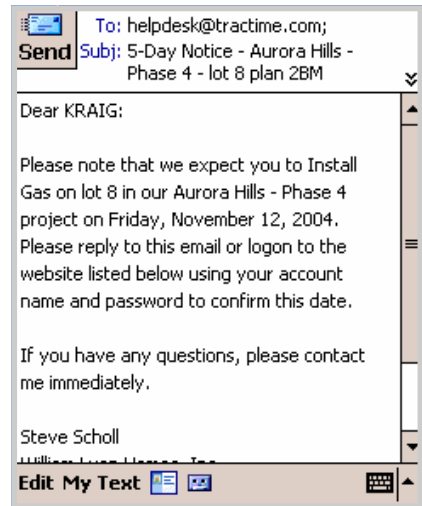 Send To: helpdesk@tractime.com;
Subj: 5-Day Notice - Aurora Hills -
Phase 4 - lot 8 plan 2BM
Dear KRAIG:
Please note that we expect you to Install
Gas on lot 8 in our Aurora Hills - Phase 4
project on Friday, November 12, 2004.
Please reply to this email or logon to the
website listed below using your account
name and password to confirm this date.
If you have any questions, please contact
me immediately.
Steve Scholl
Edit My Text